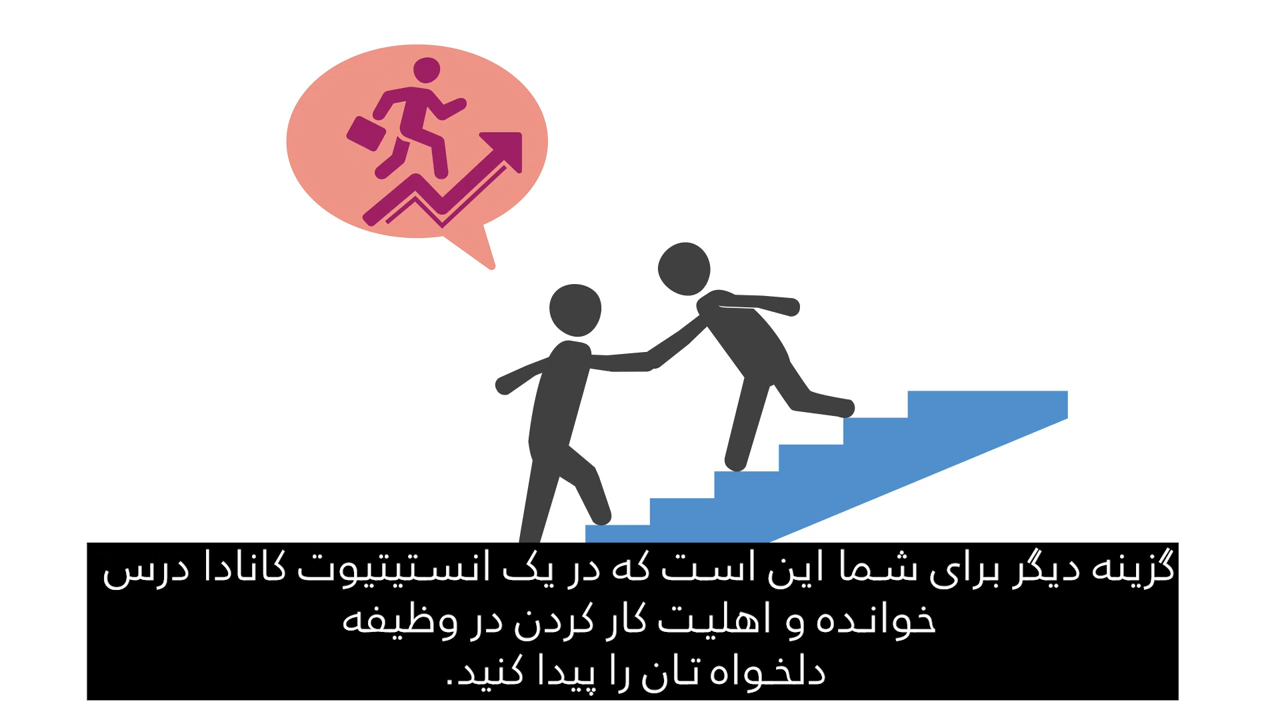 گزینه دیگر برای شما این است که در یک انستیتیوت کانادا درس
خوانده و اهلیت کار کردن در وظیفه
دلخواه تان را پیدا کنید.